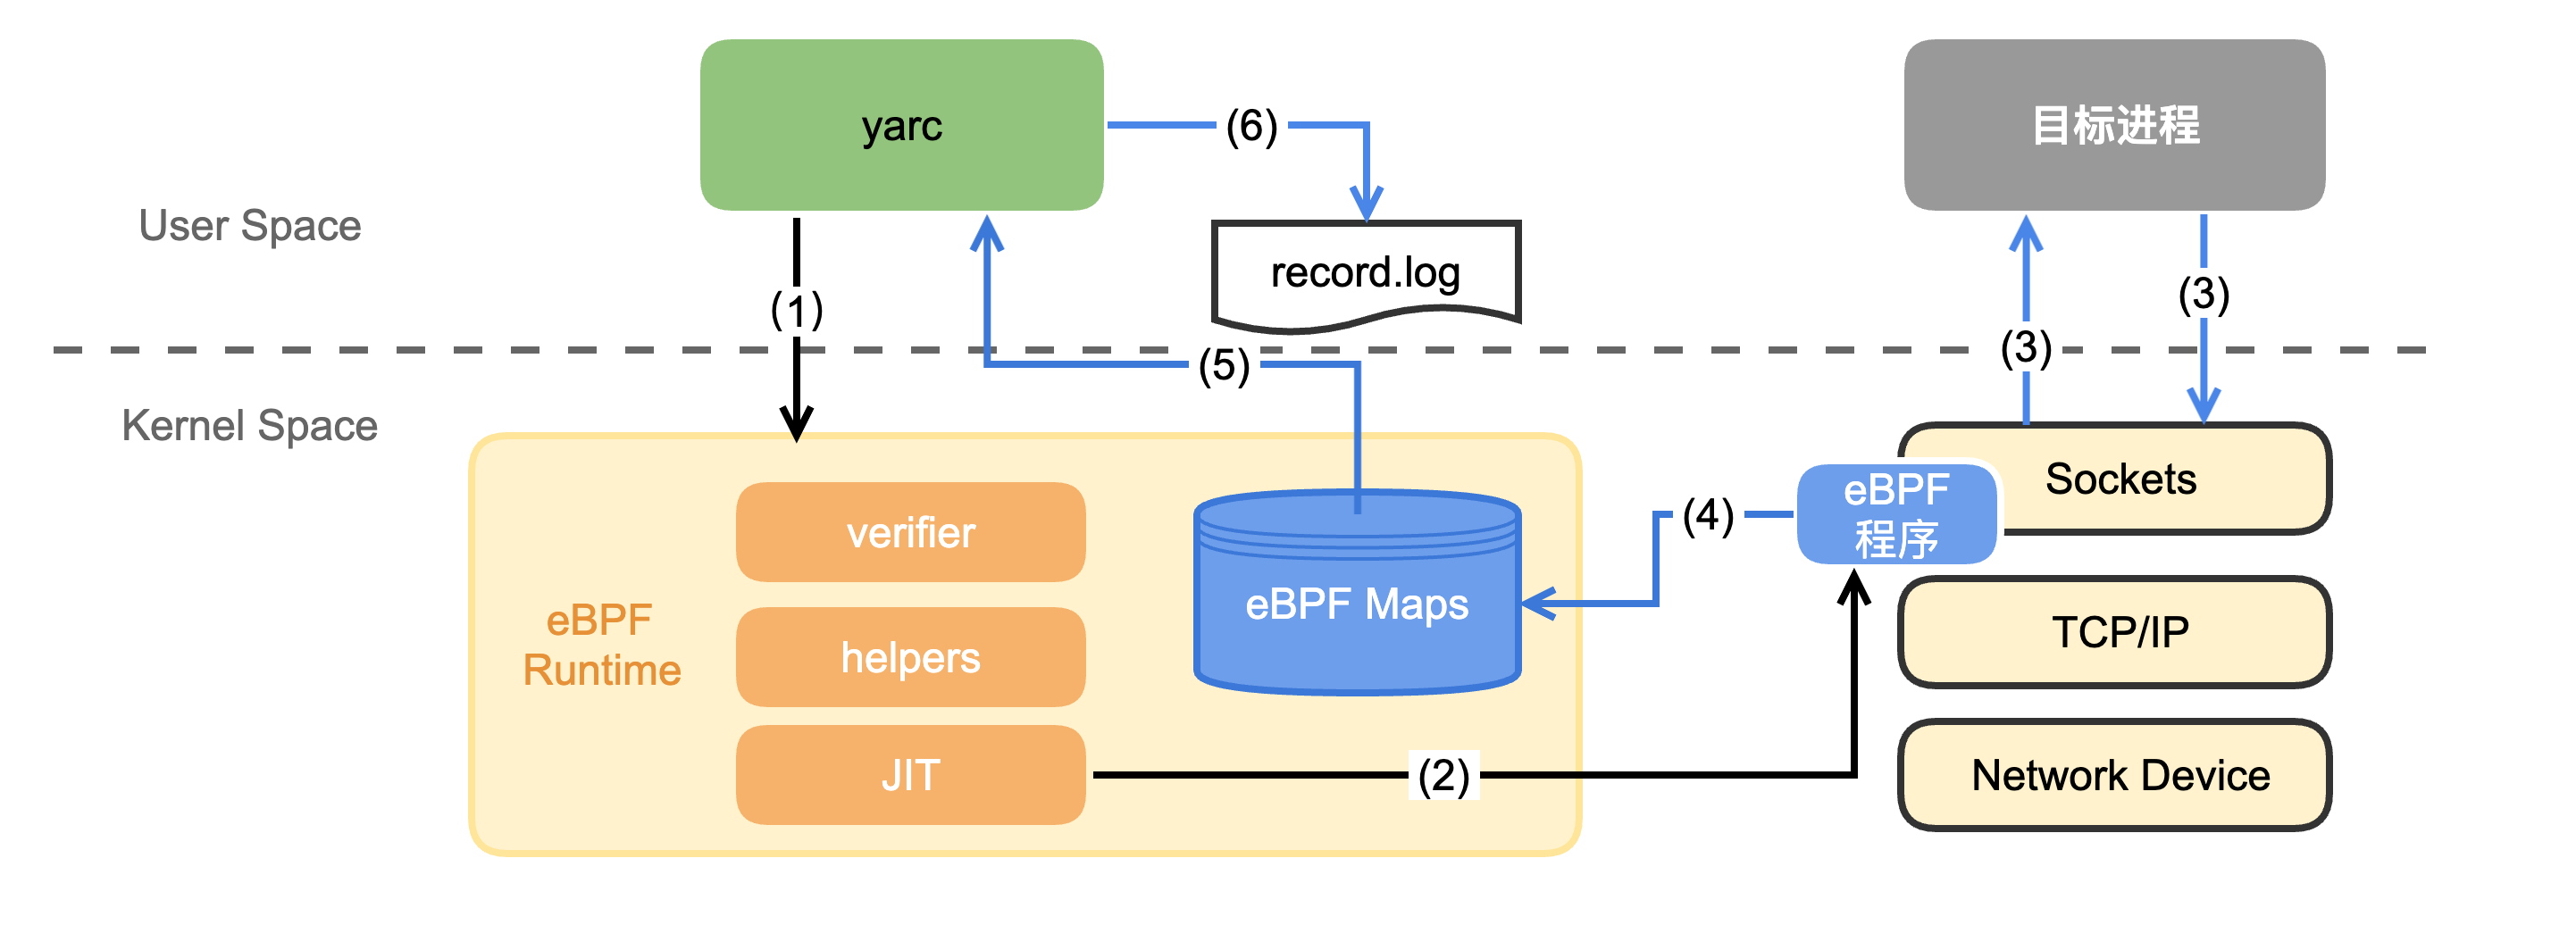 yarc
(6)
目标进程
User Space
record.log
(1)
(3)
(3)
(5)
Kernel Space
eBPF
Runtime
verifier
helpers
JIT
eBPF Maps
(4)
eBPF
程序
Sockets
TCP/IP
(2)
Network Device